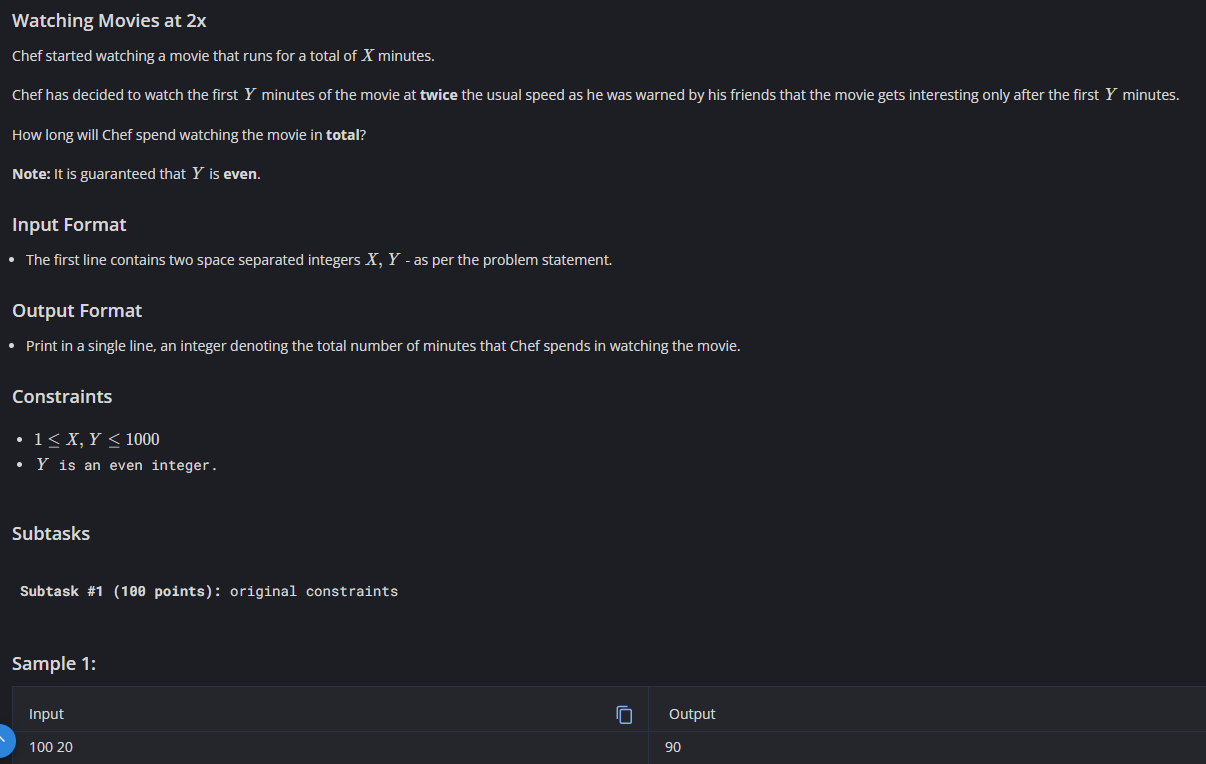 Watching Movies at 2x
Chef started watching a movie that runs for a total of X minutes.
Chef has decided to watch the first Y minutes of the movie at twice the usual speed as he was warned by his friends that the movie gets interesting only after the first Y minutes.
How long will Chef spend watching the movie in total?
Note: It is guaranteed that Y is even.
Input Format
• The first line contains two space separated integers X, Y - as per the problem statement.
Output Format
• Print in a single line, an integer denoting the total number of minutes that Chef spends in watching the movie.
Constraints
• 1 ≤ X, Y ≤ 1000
• Y is an even integer.
Subtasks
Subtask #1 (100 points): original constraints
Sample 1:
Input Output
100 20 90